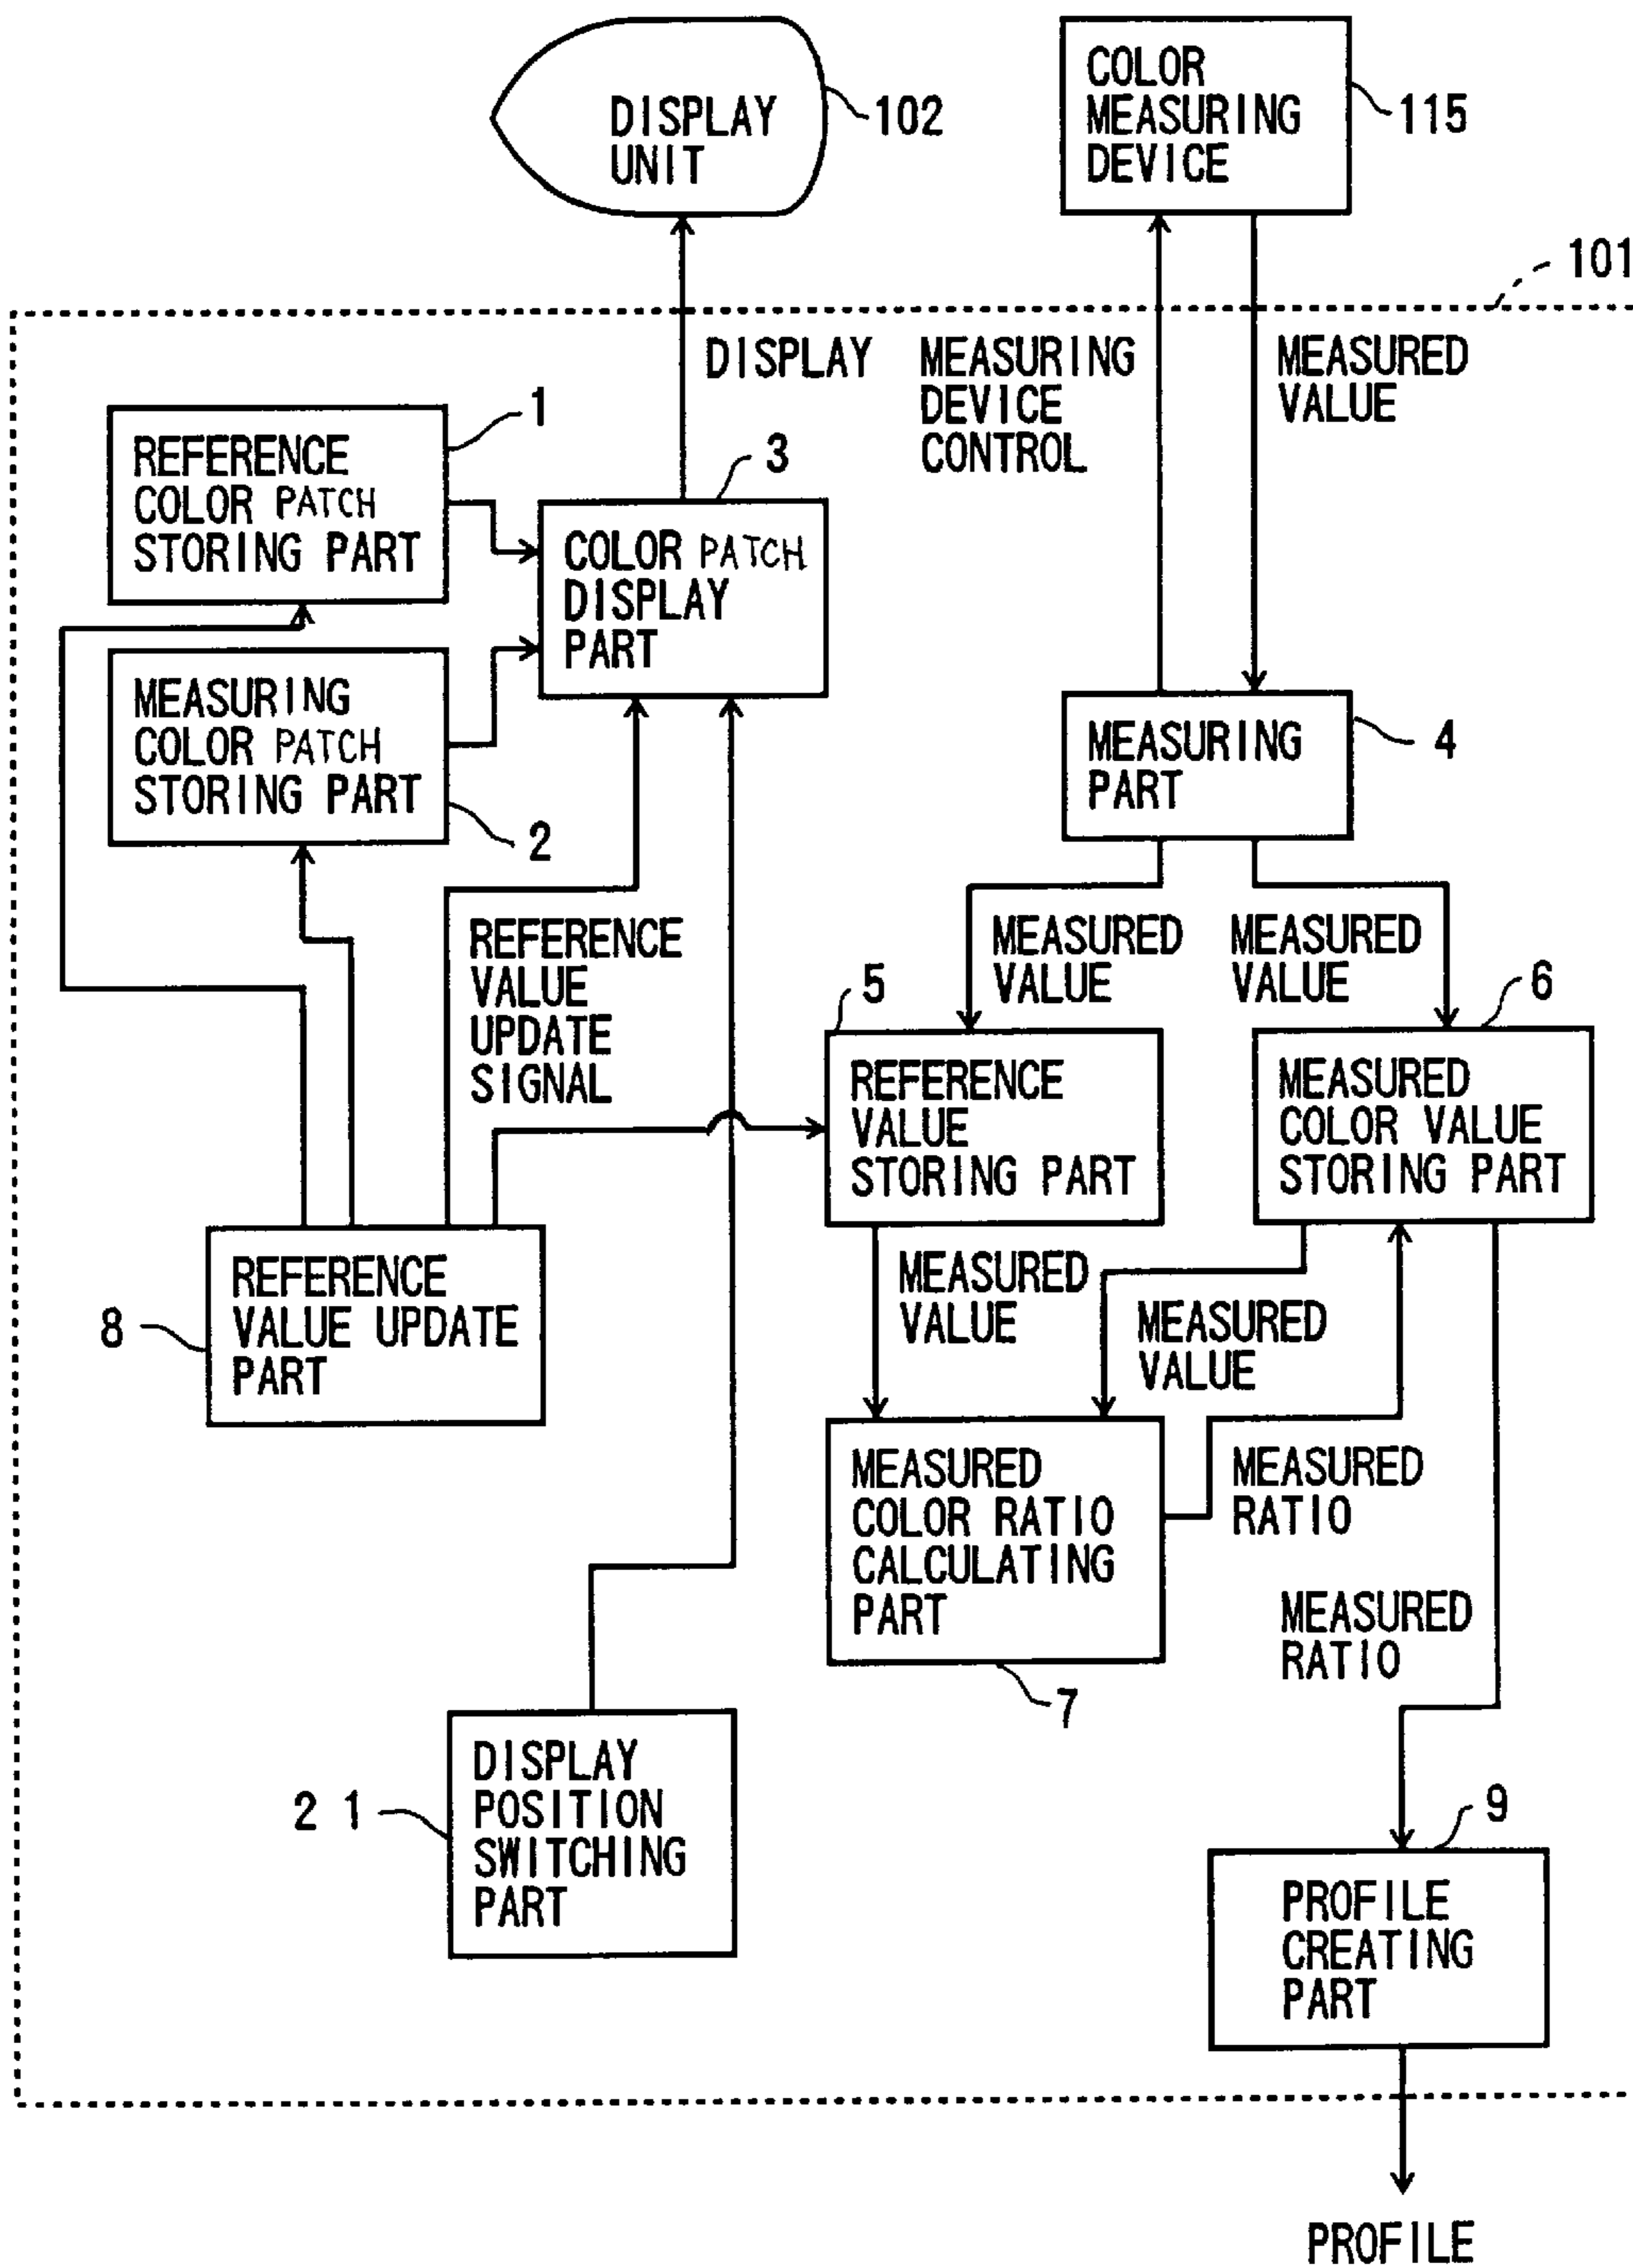 DISPLAY
UNIT
102
COLOR
MEASURING
DEVICE
115
101
DISPLAY
MEASURING
DEVICE
CONTROL
MEASURED
VALUE
1
REFERENCE
COLOR PATCH
STORING PART
3
COLOR PATCH
DISPLAY
PART
MEASURING
COLOR PATCH
STORING PART
2
4
MEASURING
PART
REFERENCE
VALUE
UPDATE
SIGNAL
MEASURED
VALUE
MEASURED
VALUE
5
REFERENCE
VALUE
STORING PART
6
MEASURED
COLOR VALUE
STORING PART
8
REFERENCE
VALUE UPDATE
PART
MEASURED
VALUE
MEASURED
VALUE
MEASURED
COLOR RATIO
CALCULATING
PART
7
MEASURED
RATIO
MEASURED
RATIO
2 1
DISPLAY
POSITION
SWITCHING
PART
9
PROFILE
CREATING
PART
PROFILE